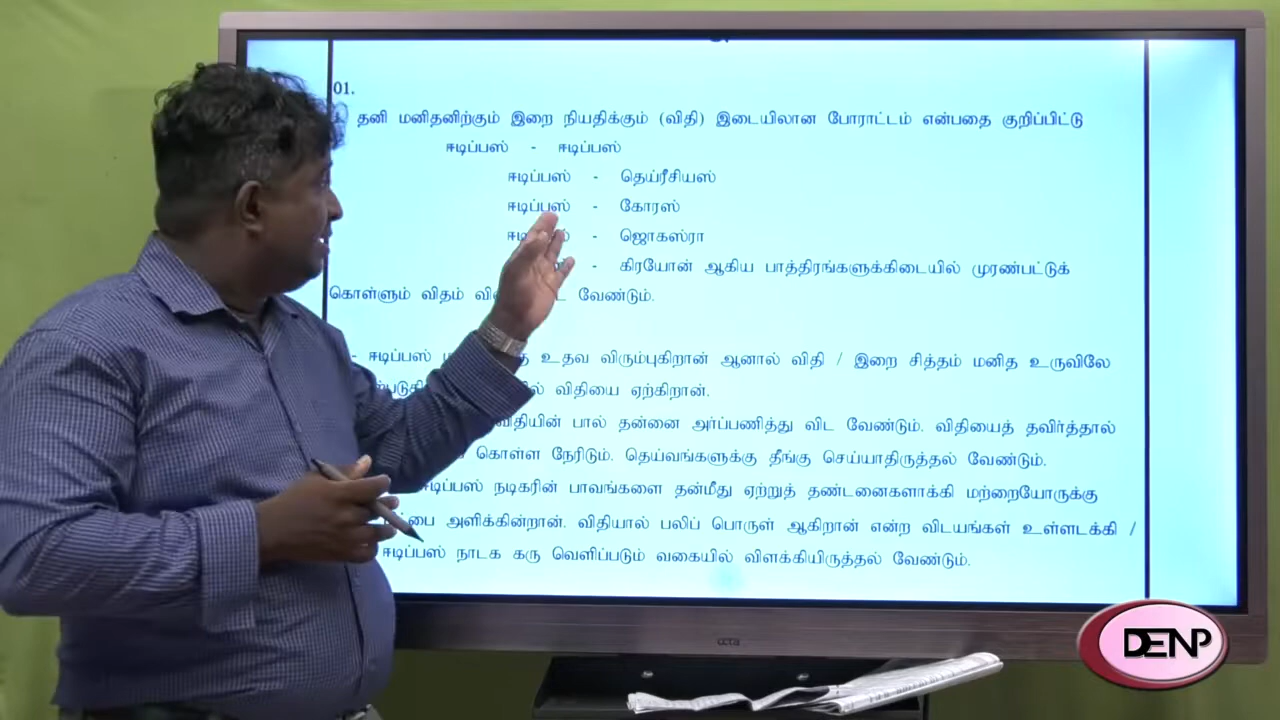 01.
தனி மனிதனிற்கும் இறை நியதிக்கும் (விதி) இடையிலான போராட்டம் என்பதை குறிப்பிட்டு
ஈடிப்பஸ் - ஈடிப்பஸ்
ஈடிப்பஸ் - தெய்ரீசியஸ்
ஈடிப்பஸ் - கோரஸ்
- ஜொகஸ்ரா
- கிரயோன் ஆகிய பாத்திரங்களுக்கிடையில் முரண்பட்டுக்
கொள்ளும் விதம் வேண்டும்.
- ஈடிப்பஸ் உதவ விரும்புகிறான் ஆனால் விதி / இறை சித்தம் மனித உருவிலே
விதியை ஏற்கிறான்.
விதியின் பால் தன்னை அர்ப்பணித்து விட வேண்டும். விதியைத் தவிர்த்தால்
கொள்ள நேரிடும். தெய்வங்களுக்கு தீங்கு செய்யாதிருத்தல் வேண்டும்.
ஈடிப்பஸ் நடிகரின் பாவங்களை தன்மீது ஏற்றுத் தண்டனைகளாக்கி மற்றையோருக்கு
அளிக்கின்றான். விதியால் பலிப் பொருள் ஆகிறான் என்ற விடயங்கள் உள்ளடக்கி /
ஈடிப்பஸ் நாடக கரு வெளிப்படும் வகையில் விளக்கியிருத்தல் வேண்டும்.
DENP